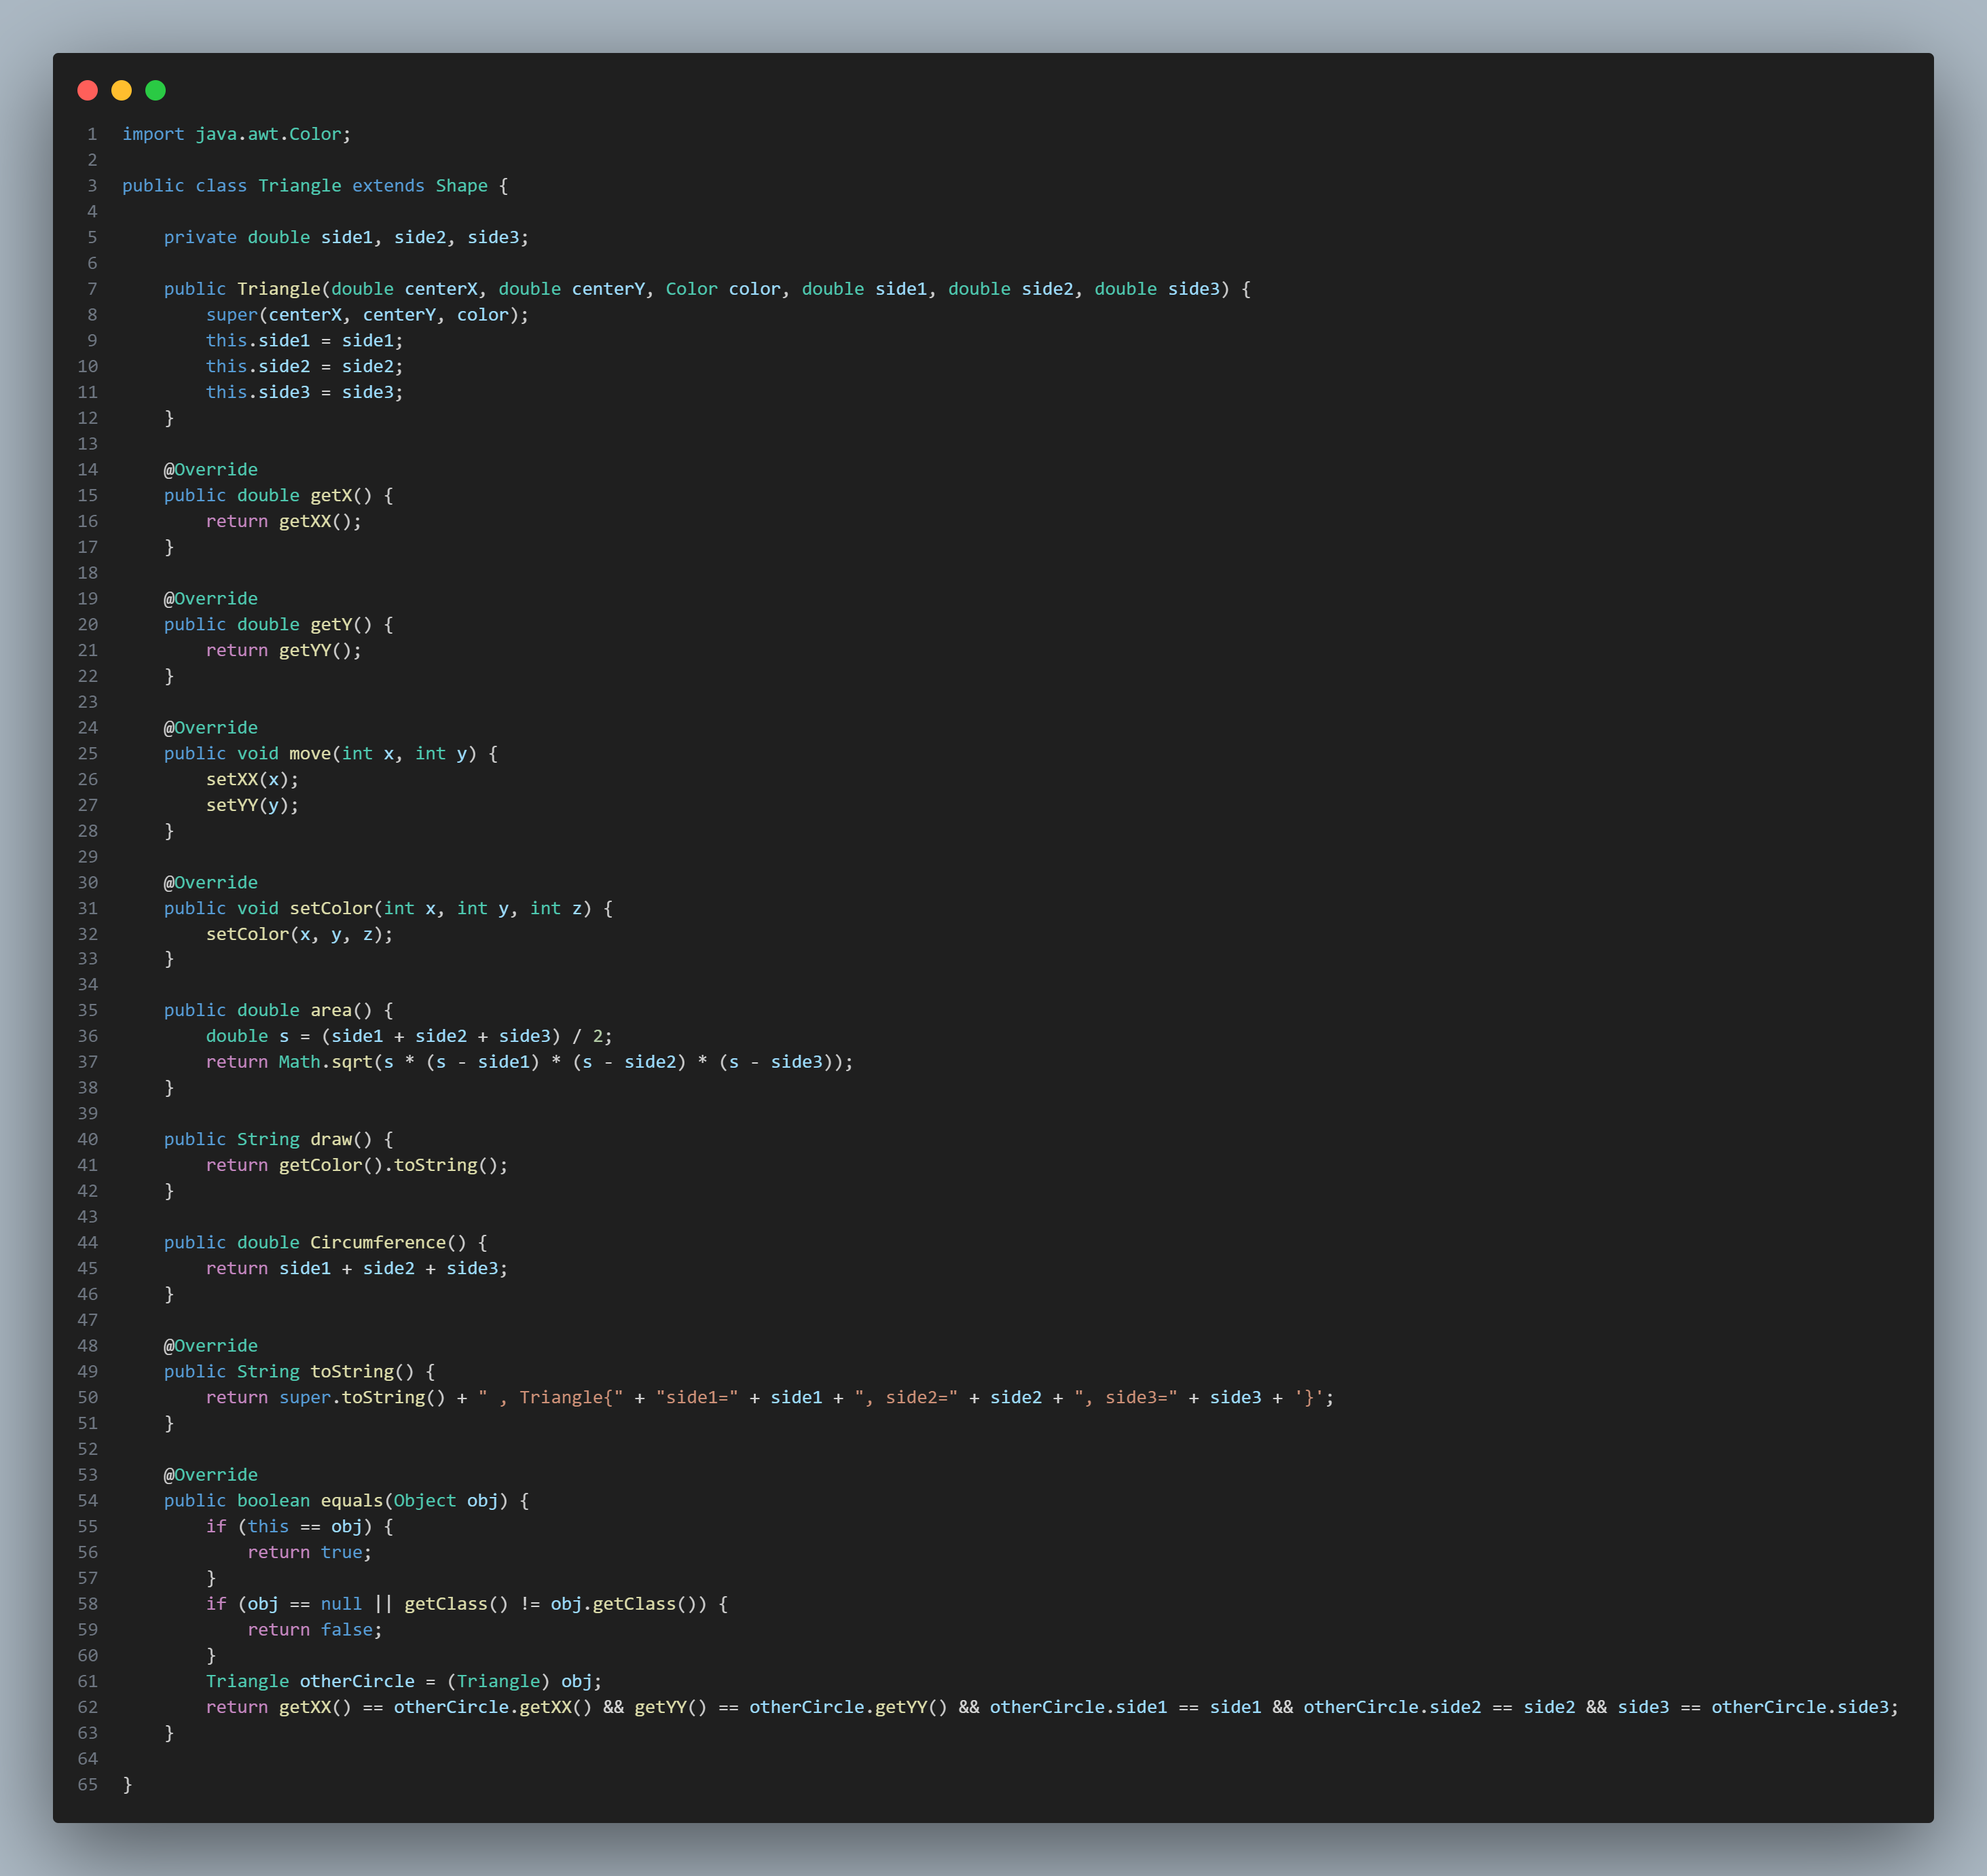 1 import java.awt.Color;
2
3 public class Triangle extends Shape {
4
5     private double side1, side2, side3;
6
7     public Triangle(double centerX, double centerY, Color color, double side1, double side2, double side3) {
8         super(centerX, centerY, color);
9         this.side1 = side1;
10         this.side2 = side2;
11         this.side3 = side3;
12     }
13
14     @Override
15     public double getX() {
16         return getXX();
17     }
18
19     @Override
20     public double getY() {
21         return getYY();
22     }
23
24     @Override
25     public void move(int x, int y) {
26         setXX(x);
27         setYY(y);
28     }
29
30     @Override
31     public void setColor(int x, int y, int z) {
32         setColor(x, y, z);
33     }
34
35     public double area() {
36         double s = (side1 + side2 + side3) / 2;
37         return Math.sqrt(s * (s - side1) * (s - side2) * (s - side3));
38     }
39
40     public String draw() {
41         return getColor().toString();
42     }
43
44     public double Circumference() {
45         return side1 + side2 + side3;
46     }
47
48     @Override
49     public String toString() {
50         return super.toString() + " , Triangle{" + "side1=" + side1 + ", side2=" + side2 + ", side3=" + side3 + '}';
51     }
52
53     @Override
54     public boolean equals(Object obj) {
55         if (this == obj) {
56             return true;
57         }
58         if (obj == null || getClass() != obj.getClass()) {
59             return false;
60         }
61         Triangle otherCircle = (Triangle) obj;
62         return getXX() == otherCircle.getXX() && getYY() == otherCircle.getYY() && otherCircle.side1 == side1 && otherCircle.side2 == side2 && side3 == otherCircle.side3;
63     }
64
65 }